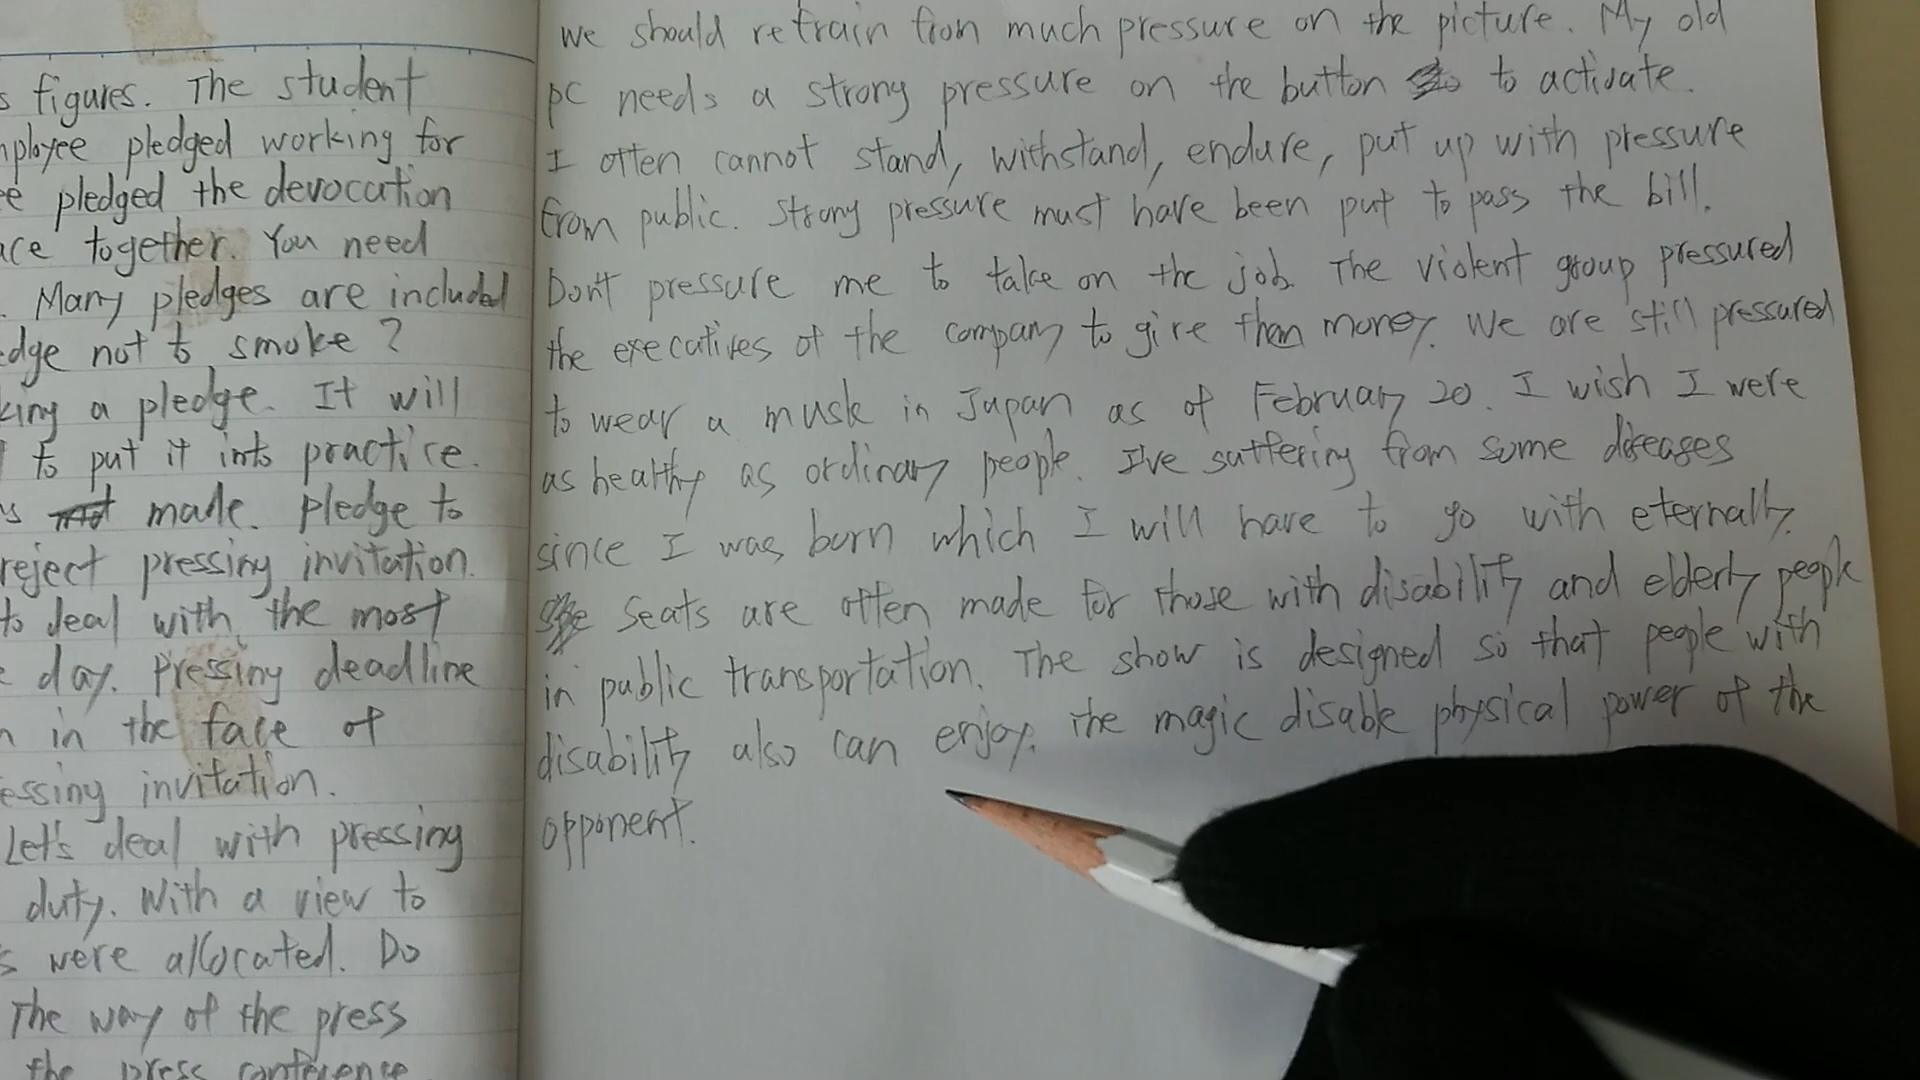 s figures. The student
ployee pledged working for
e pledged the devocation
ace together. You need
. Many pledges are included
edge not to smoke ?
king a pledge. It will
to put it into practice.
s made. pledge to
reject pressing invitation.
to deal with the most
e day. Pressing deadline
n in the face of
essing invitation.
Let's deal with pressing
duty. With a view to
s were allocated. Do
The way of the press
the press conference
we should refrain from much pressure on the picture. My old
pc needs a strong pressure on the button to activate.
I often cannot stand, withstand, endure, put up with pressure
from public. Strong pressure must have been put to pass the bill.
Don't pressure me to take on the job. The violent group pressured
the executives of the company to give them money. We are still pressured
to wear a musk in Japan as of February 20. I wish I were
as healthy as ordinary people. I've suffering from some diseases
since I was born which I will have to go with eternally.
Seats are often made for those with disability and elderly people
in public transportation. The show is designed so that people with
disability also can enjoy. The magic disable physical power of the
opponent.